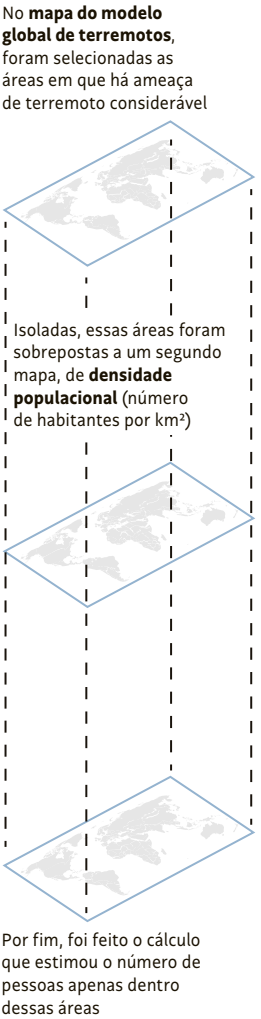 No mapa do modelo
global de terremotos,
foram selecionadas as
áreas em que há ameaça
de terremoto considerável
Isoladas, essas áreas foram
sobrepostas a um segundo
mapa, de densidade
populacional (número
de habitantes por km²)
Por fim, foi feito o cálculo
que estimou o número de
pessoas apenas dentro
dessas áreas